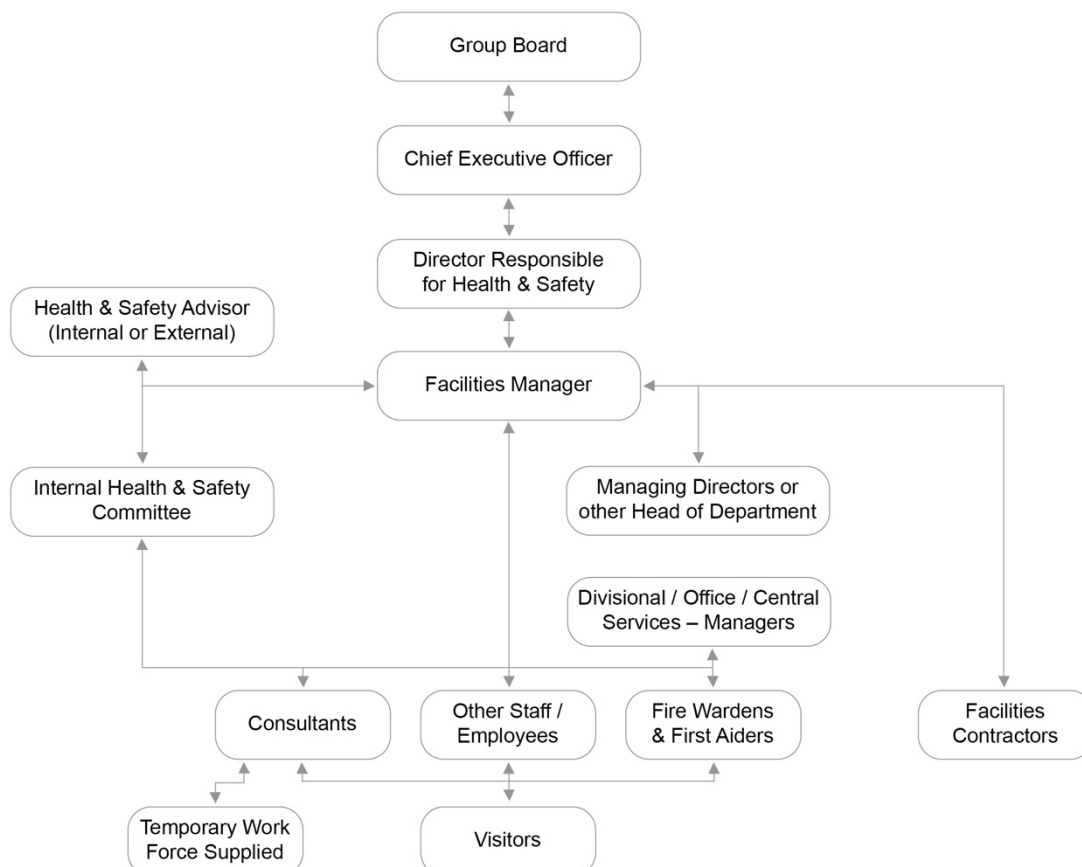 Group Board
Chief Executive Officer
Director Responsible
for Health & Safety
Health & Safety Advisor
(Internal or External)
Facilities Manager
Internal Health & Safety
Committee
Managing Directors or
other Head of Department
Divisional / Office / Central
Services – Managers
Consultants
Other Staff /
Employees
Fire Wardens
& First Aiders
Facilities
Contractors
Temporary Work
Force Supplied
Visitors